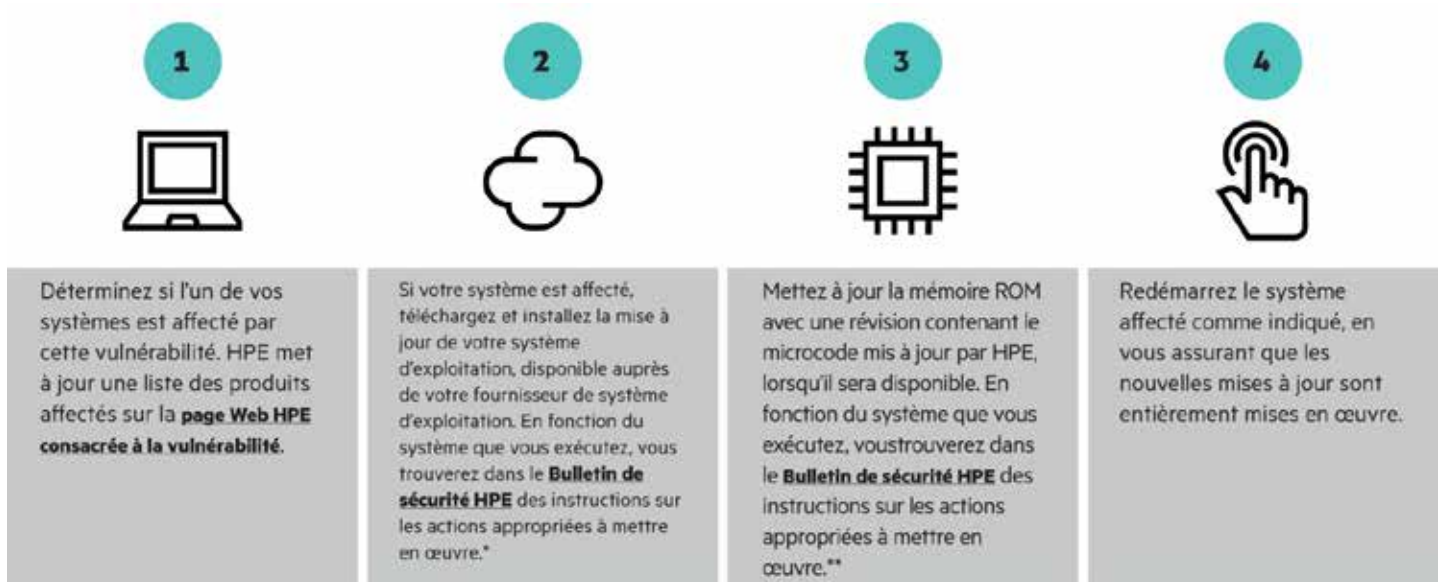 1
2
3
4
Déterminez si l'un de vos
systèmes est affecté par
cette vulnérabilité. HPE met
à jour une liste des produits
affectés sur la page Web HPE
consacrée à la vulnérabilité.
Si votre système est affecté,
téléchargez et installez la mise à
jour de votre système
d'exploitation, disponible auprès
de votre fournisseur de système
d'exploitation. En fonction du
système que vous exécutez, vous
trouverez dans le Bulletin de
sécurité HPE des instructions sur
les actions appropriées à mettre
en œuvre.*
Mettez à jour la mémoire ROM
avec une révision contenant le
microcode mis à jour par HPE,
lorsqu'il sera disponible. En
fonction du système que vous
exécutez, voustrouverez dans
le Bulletin de sécurité HPE des
instructions sur les actions
appropriées à mettre en
œuvre.**
Redémarrez le système
affecté comme indiqué, en
vous assurant que les
nouvelles mises à jour sont
entièrement mises en œuvre.